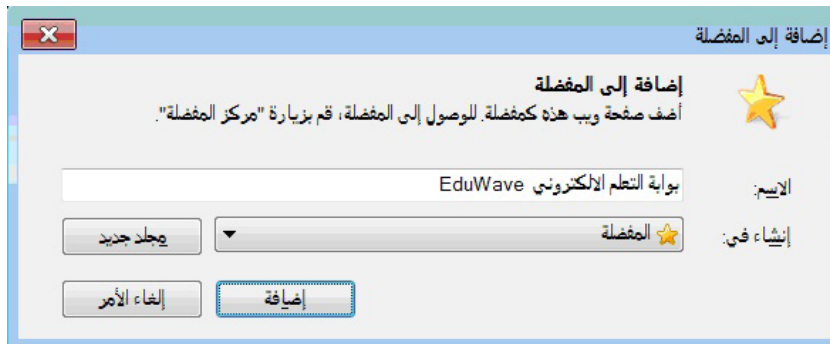 إضافة إلى المفضلة
إضافة إلى المفضلة
أضف صفحة ويب هذه كمفضلة. للوصول إلى المفضلة، قم بزيارة "مركز المفضلة".
الاسم: بوابة التعلم الالكتروني EduWave
إنشاء في: المفضلة مجلد جديد
إضافة إلغاء الأمر